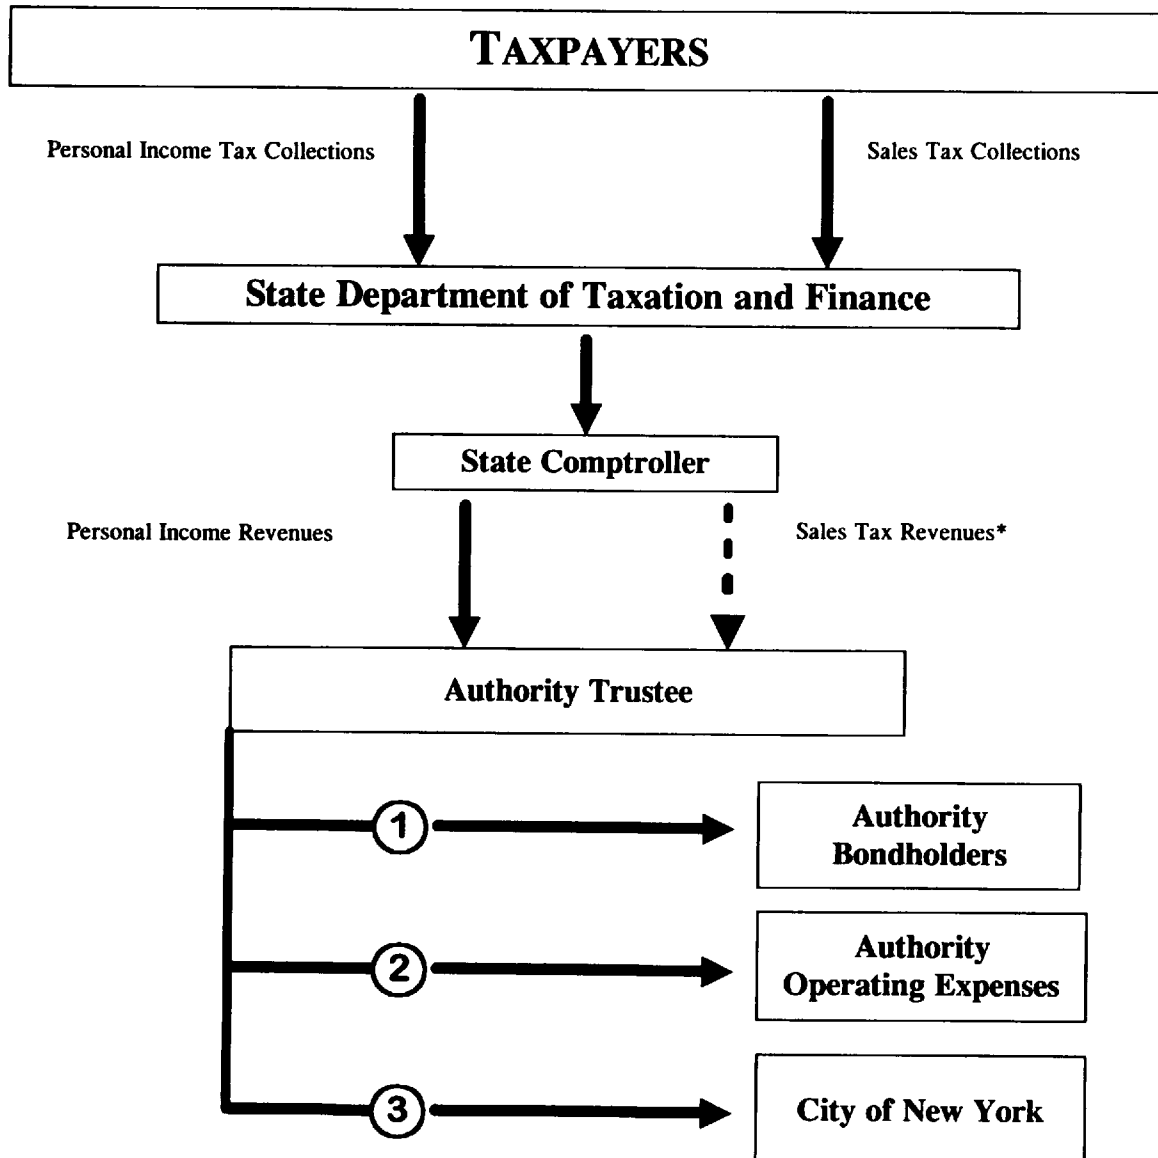 TAXPAYERS
Personal Income Tax Collections
Sales Tax Collections
State Department of Taxation and Finance
State Comptroller
Personal Income Revenues
Sales Tax Revenues*
Authority Trustee
1
Authority
Bondholders
2
Authority
Operating Expenses
3
City of New York